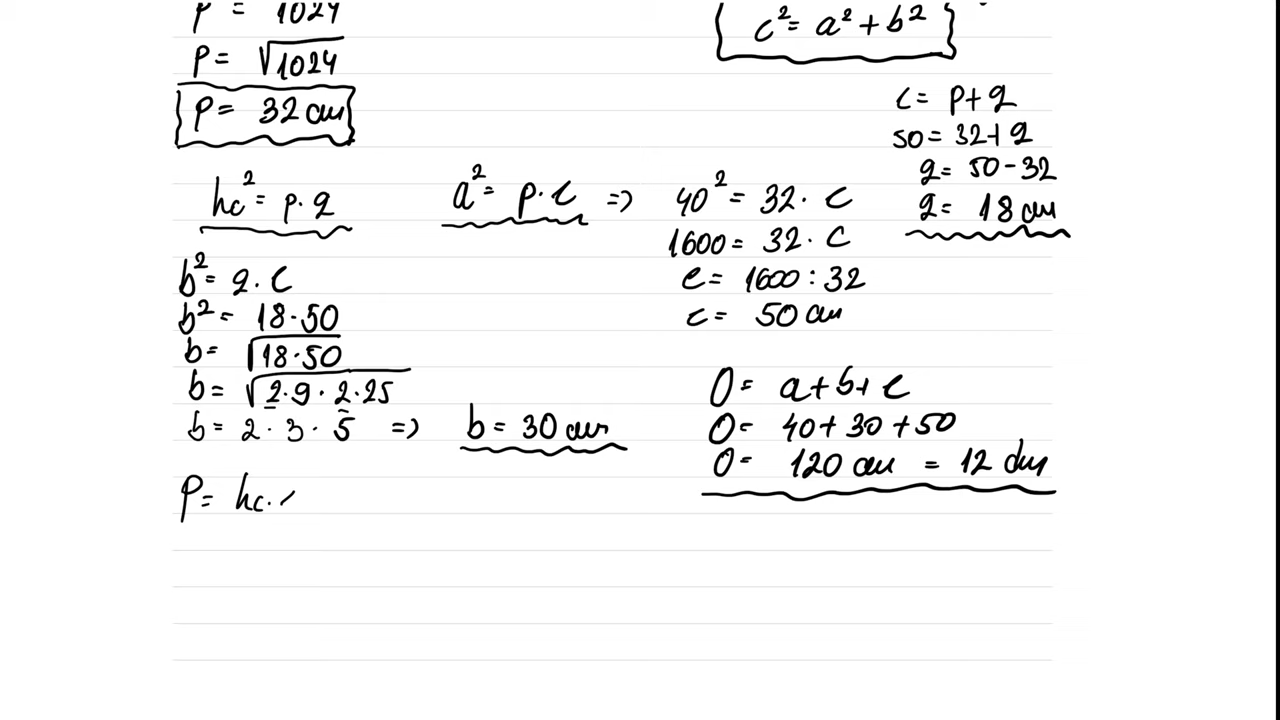 p² = 1024
p = √1024
p = 32 cm
hc² = p · q
b² = q · c
b² = 18 · 50
b = √18 · 50
b = √2 · 9 · 2 · 25
b = 2 · 3 · 5 => b = 30 cm
P = hc ·
a² = p · c => 40² = 32 · c
1600 = 32 · c
c = 1600 : 32
c = 50 cm
c² = a² + b²
c = p + q
50 = 32 + q
q = 50 - 32
q = 18 cm
O = a + b + c
O = 40 + 30 + 50
O = 120 cm = 12 dm